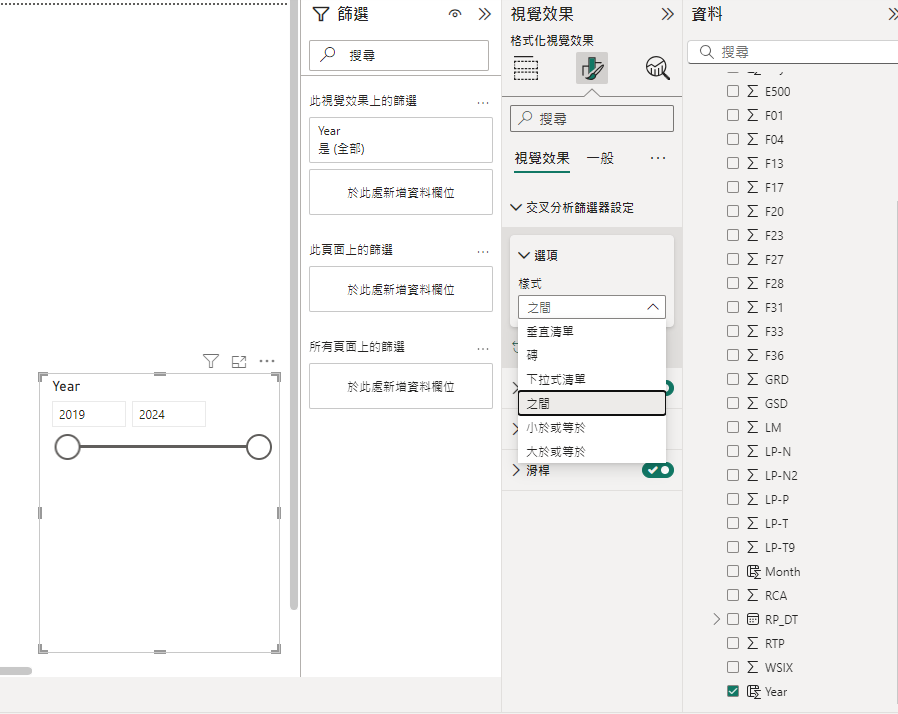 Year
2019
2024
篩選
搜尋
此視覺效果上的篩選
...
Year
是 (全部)
於此處新增資料欄位
此頁面上的篩選
...
於此處新增資料欄位
所有頁面上的篩選
...
於此處新增資料欄位
視覺效果
格式化視覺效果
搜尋
視覺效果
一般
...
交叉分析篩選器設定
選項
樣式
之間
垂直清單
磚
下拉式清單
之間
小於或等於
大於或等於
滑桿
資料
搜尋
E500
F01
F04
F13
F17
F20
F23
F27
F28
F31
F33
F36
GRD
GSD
LM
LP-N
LP-N2
LP-P
LP-T
LP-T9
Month
RCA
RP_DT
RTP
WSIX
Year